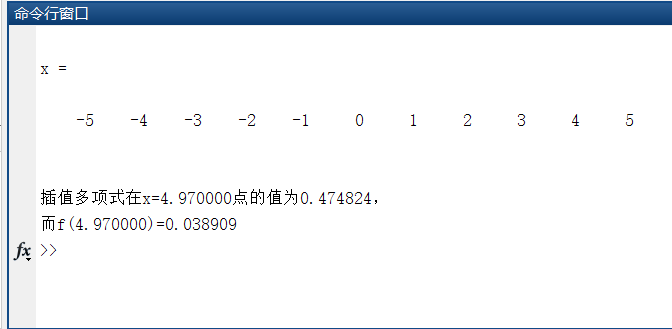 命令行窗口
x =
-5 -4 -3 -2 -1 0 1 2 3 4 5
插值多项式在x=4.970000点的值为0.474824，
而f(4.970000)=0.038909
fx >>